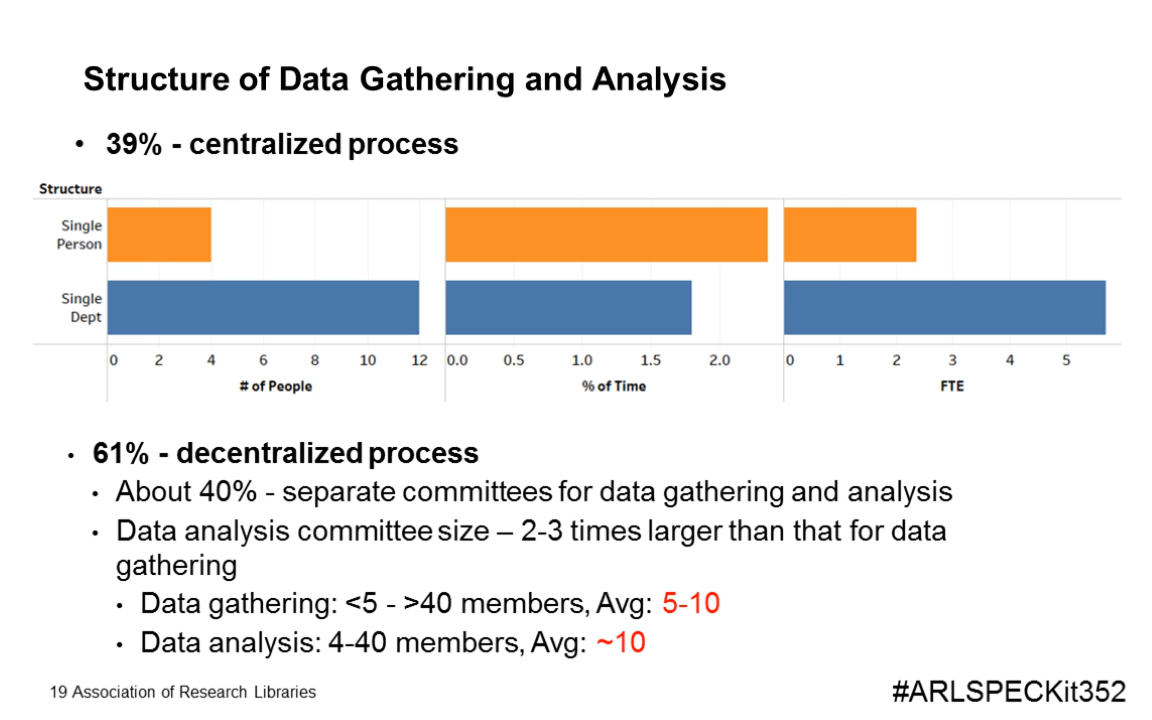 Structure of Data Gathering and Analysis
• 39% - centralized process
Structure
Single
Person
Single
Dept
0 2 4 6 8 10 12
# of People
0.0 0.5 1.0 1.5 2.0
% of Time
0 1 2 3 4 5
FTE
• 61% - decentralized process
• About 40% - separate committees for data gathering and analysis
• Data analysis committee size – 2-3 times larger than that for data
gathering
• Data gathering: <5 - >40 members, Avg: 5-10
• Data analysis: 4-40 members, Avg: ~10
19 Association of Research Libraries
#ARLSPECKit352